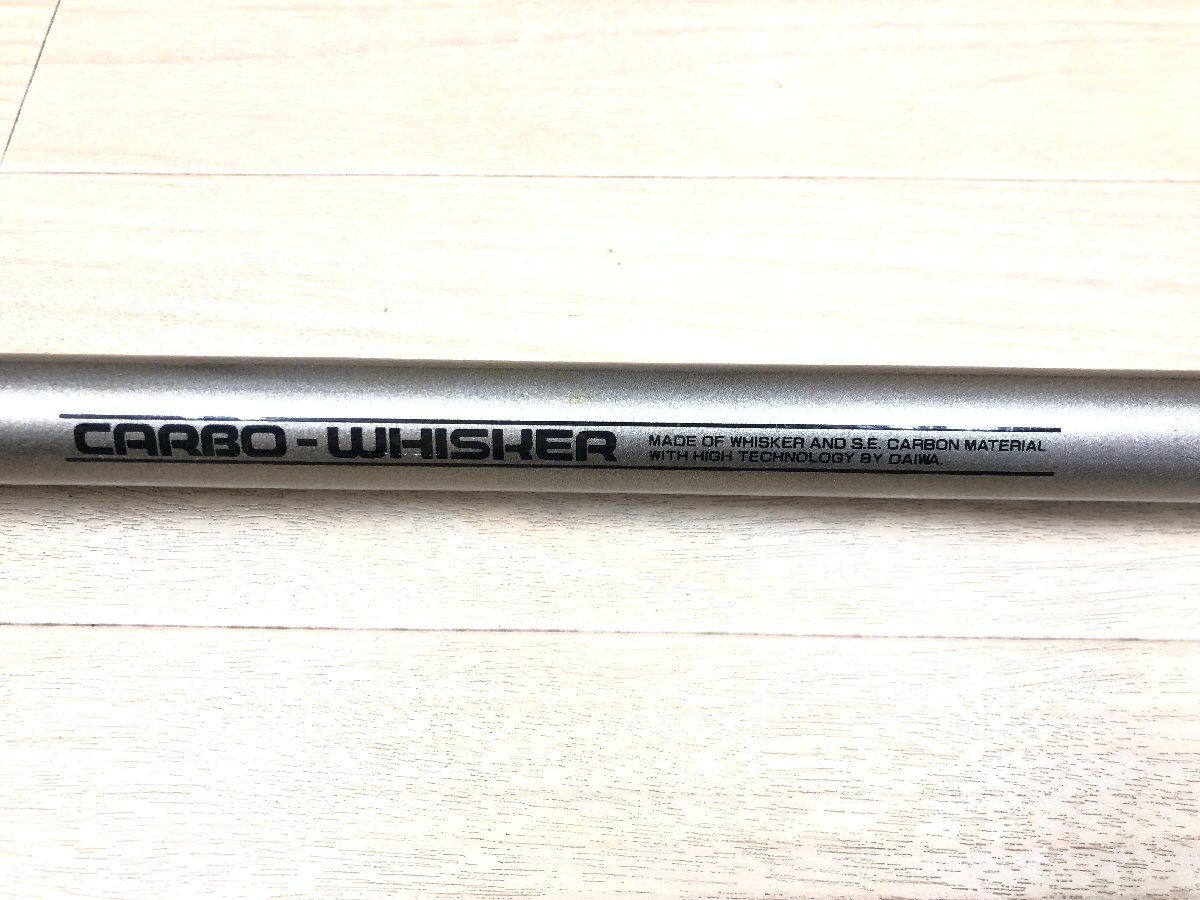 CARBO-WHISKER
MADE OF WHISKER AND S.E. CARBON MATERIAL
WITH HIGH TECHNOLOGY BY DAIWA.